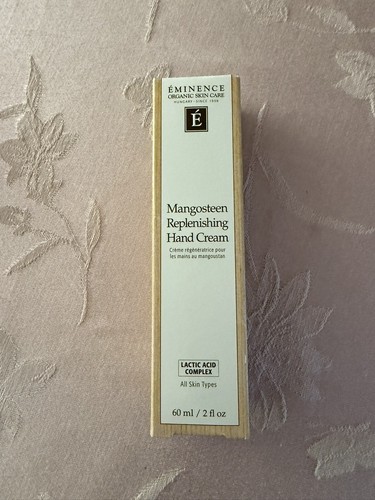 ÉMINENCE
ORGANIC SKIN CARE
HUNGARY • SINCE 1958
É
Mangosteen
Replenishing
Hand Cream
Crème régénératrice pour
les mains au mangoustan
LACTIC ACID
COMPLEX
All Skin Types
60 ml / 2 fl oz